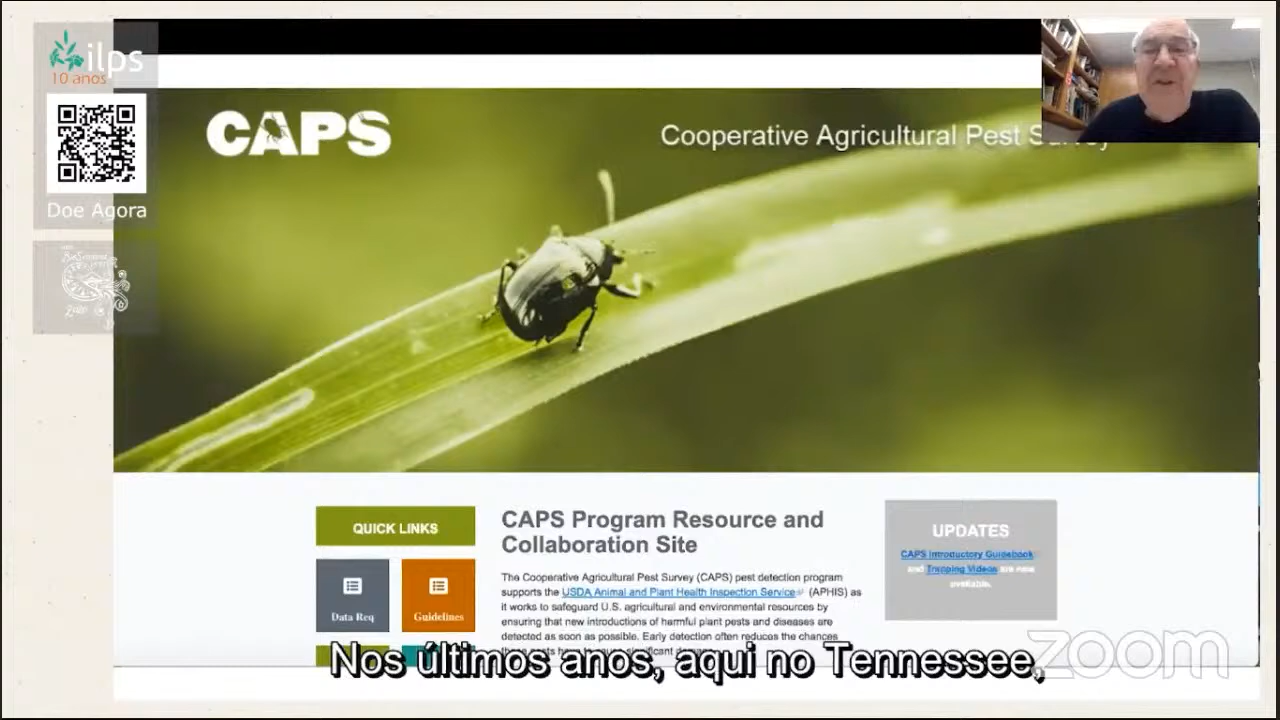 ilps
10 anos
Doe Agora
CAPS
Cooperative Agricultural Pest
QUICK LINKS
Data Req
Guidelines
CAPS Program Resource and
Collaboration Site
The Cooperative Agricultural Pest Survey (CAPS) pest detection program
supports the USDA Animal and Plant Health Inspection Service (APHIS) as
it works to safeguard U.S. agricultural and environmental resources by
ensuring that new introductions of harmful plant pests and diseases are
detected as soon as possible. Early detection often reduces the chances
UPDATES
CAPS Introductory Guidebook
and Trapping Videos are now
available.
Nos últimos anos, aqui no Tennessee,
zoom